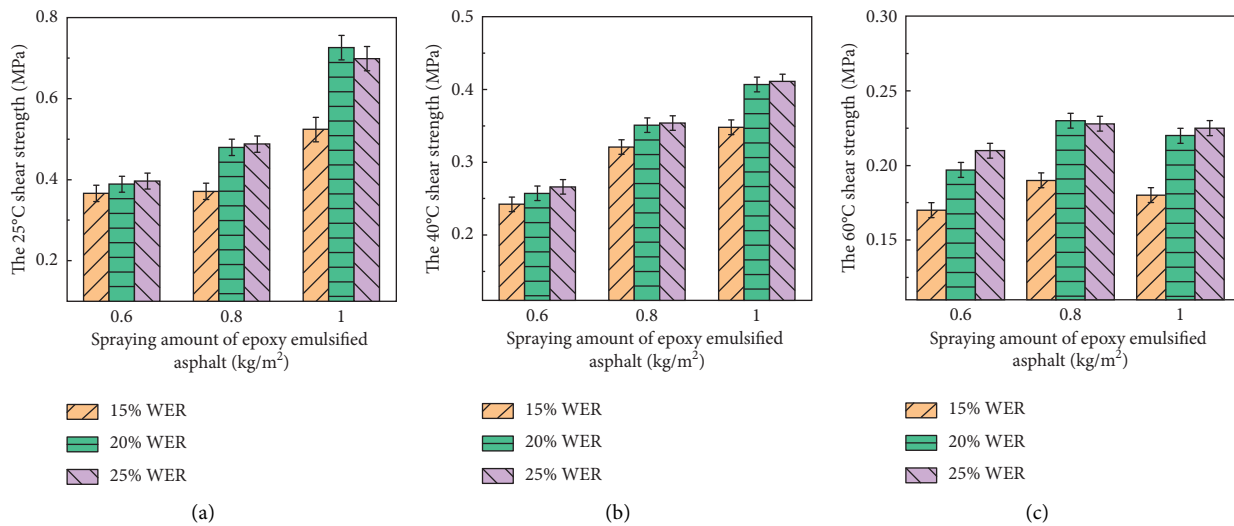 The 25°C shear strength (MPa)
0.8
0.6
0.4
0.2
0.6
0.8
1
Spraying amount of epoxy emulsified
asphalt (kg/m²)
15% WER
20% WER
25% WER
(a)
The 40°C shear strength (MPa)
0.5
0.4
0.3
0.2
0.6
0.8
1
Spraying amount of epoxy emulsified
asphalt (kg/m²)
15% WER
20% WER
25% WER
(b)
The 60°C shear strength (MPa)
0.30
0.25
0.20
0.15
0.6
0.8
1
Spraying amount of epoxy emulsified
asphalt (kg/m²)
15% WER
20% WER
25% WER
(c)